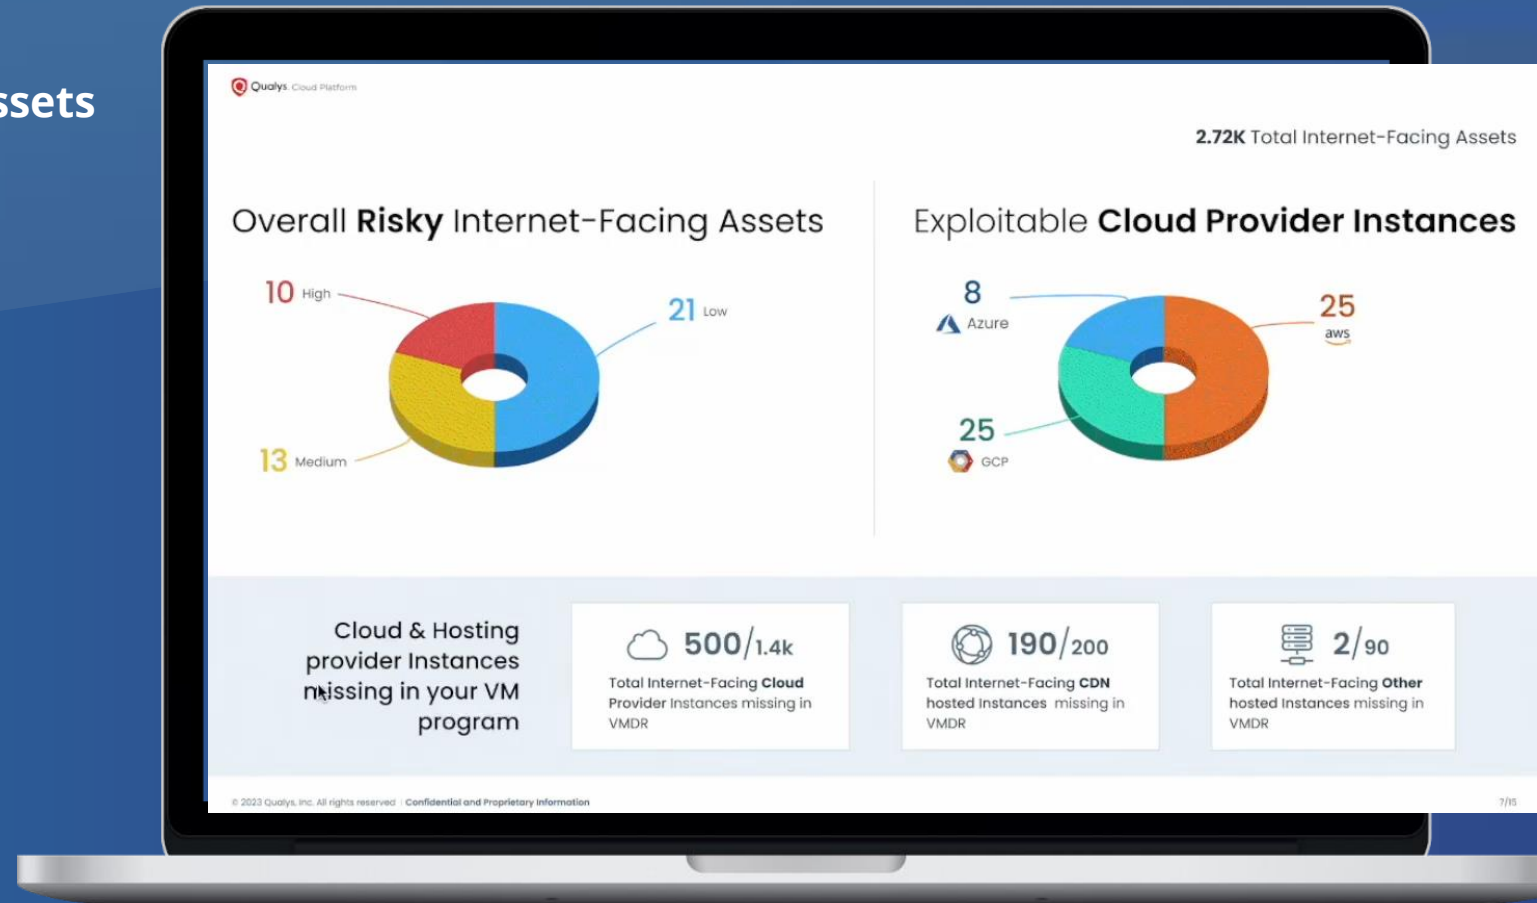 ssets
Qualys. Cloud Platform
2.72K Total Internet-Facing Assets
Overall Risky Internet-Facing Assets
10 High
21 Low
13 Medium
Exploitable Cloud Provider Instances
8
Azure
25
aws
25
GCP
Cloud & Hosting
provider Instances
missing in your VM
program
500/1.4k
Total Internet-Facing Cloud
Provider Instances missing in
VMDR
190/200
Total Internet-Facing CDN
hosted Instances missing in
VMDR
2/90
Total Internet-Facing Other
hosted Instances missing in
VMDR
© 2023 Qualys, Inc. All rights reserved | Confidential and Proprietary Information
7/15